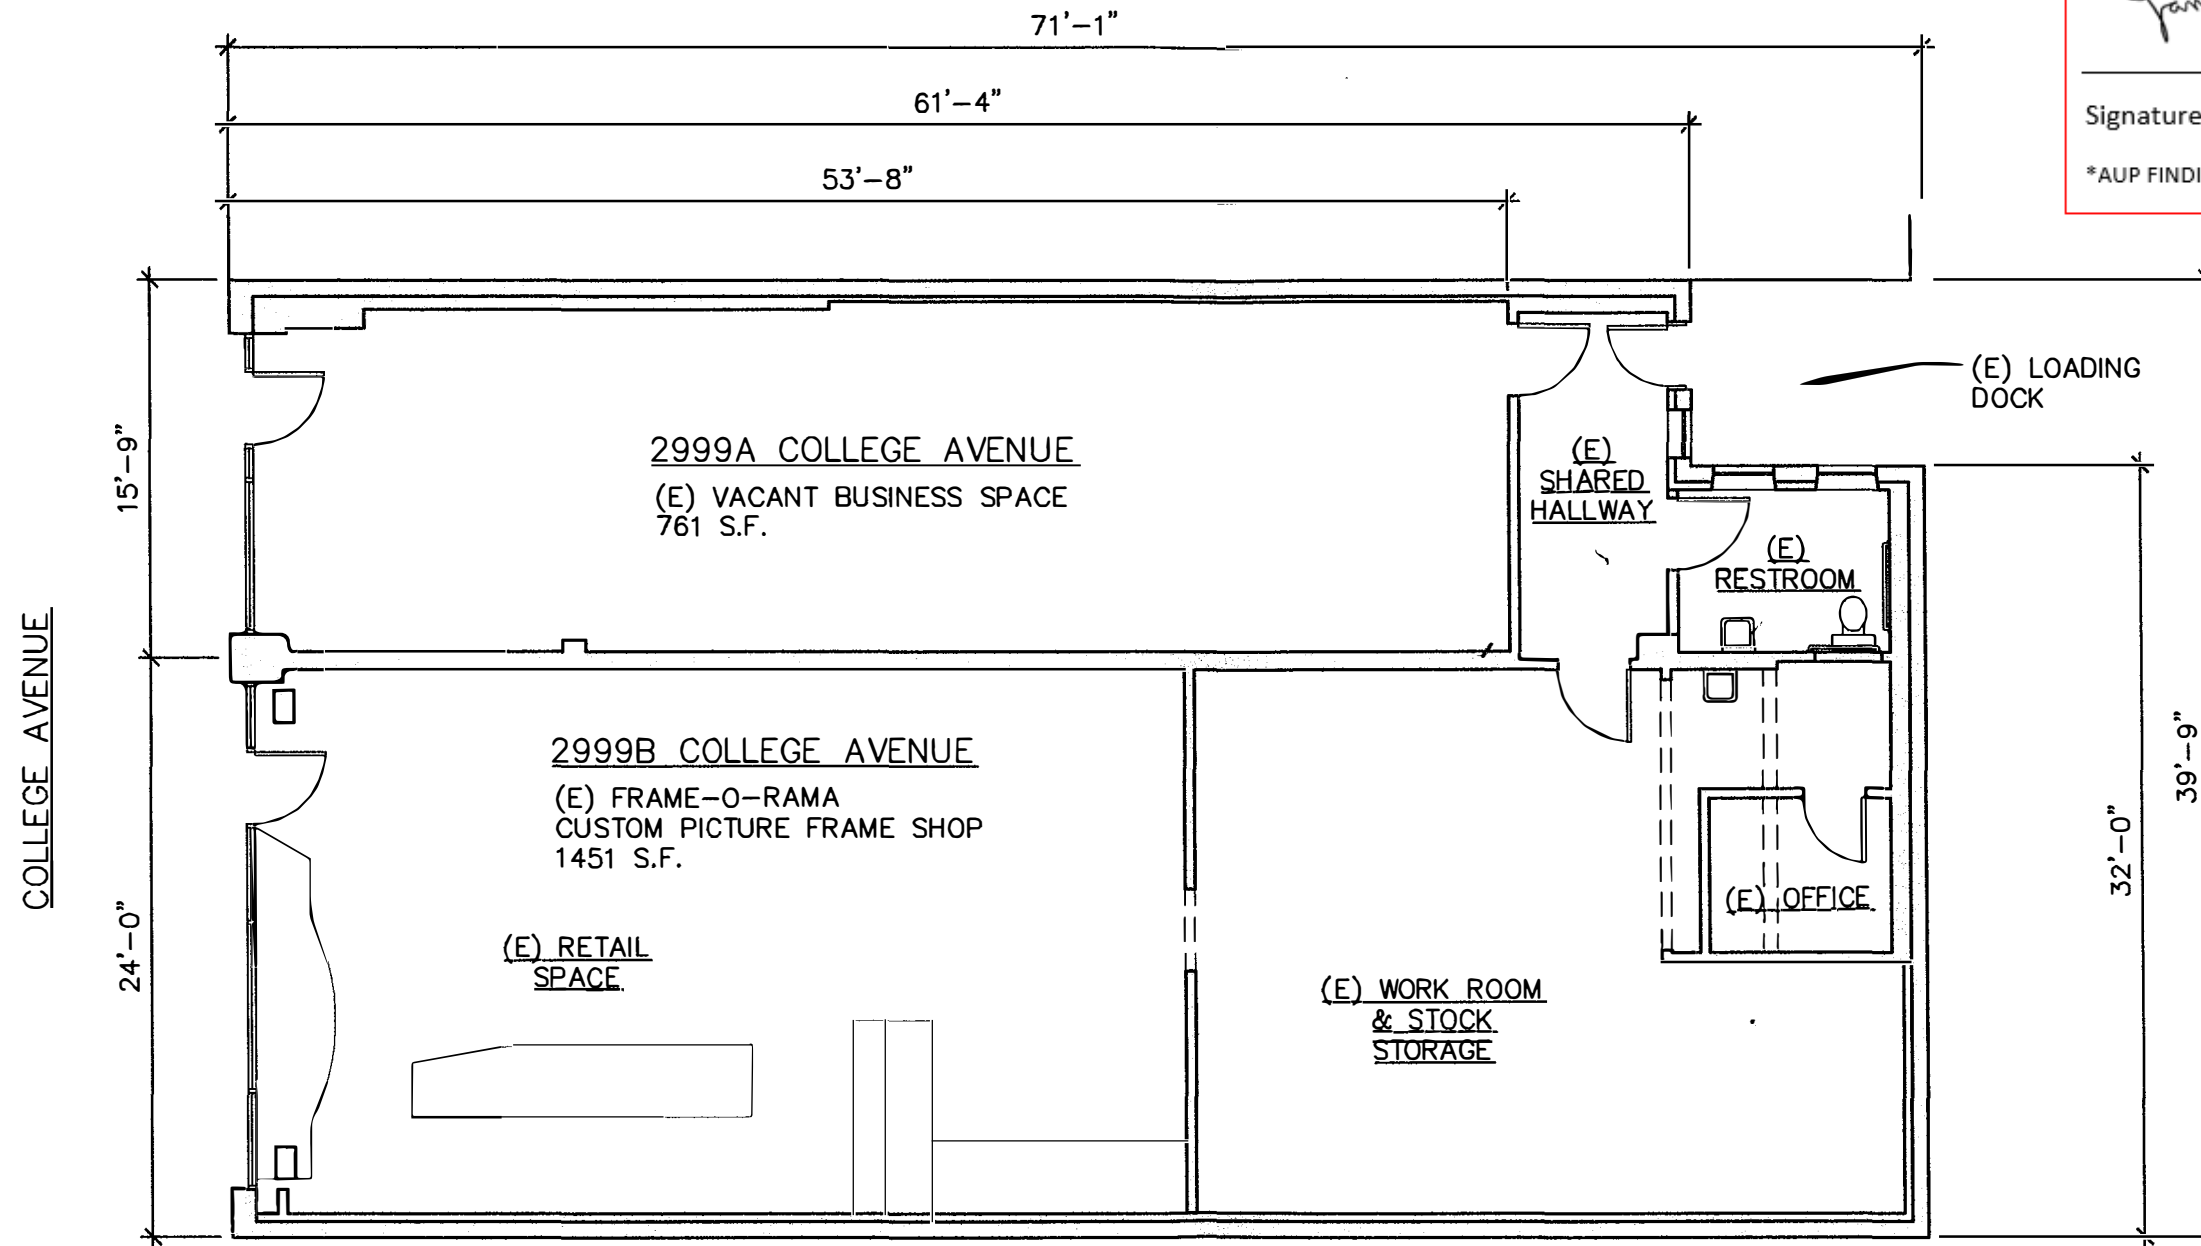 71'-1"
61'-4"
53'-8"
Signature
*AUP FINDI
15'-9"
2999A COLLEGE AVENUE
(E) VACANT BUSINESS SPACE
761 S.F.
(E)
SHARED
HALLWAY
(E) LOADING
DOCK
(E)
RESTROOM
COLLEGE AVENUE
24'-0"
2999B COLLEGE AVENUE
(E) FRAME-O-RAMA
CUSTOM PICTURE FRAME SHOP
1451 S.F.
(E) RETAIL
SPACE
(E) WORK ROOM
& STOCK
STORAGE
(E) OFFICE
32'-0"
39'-9"